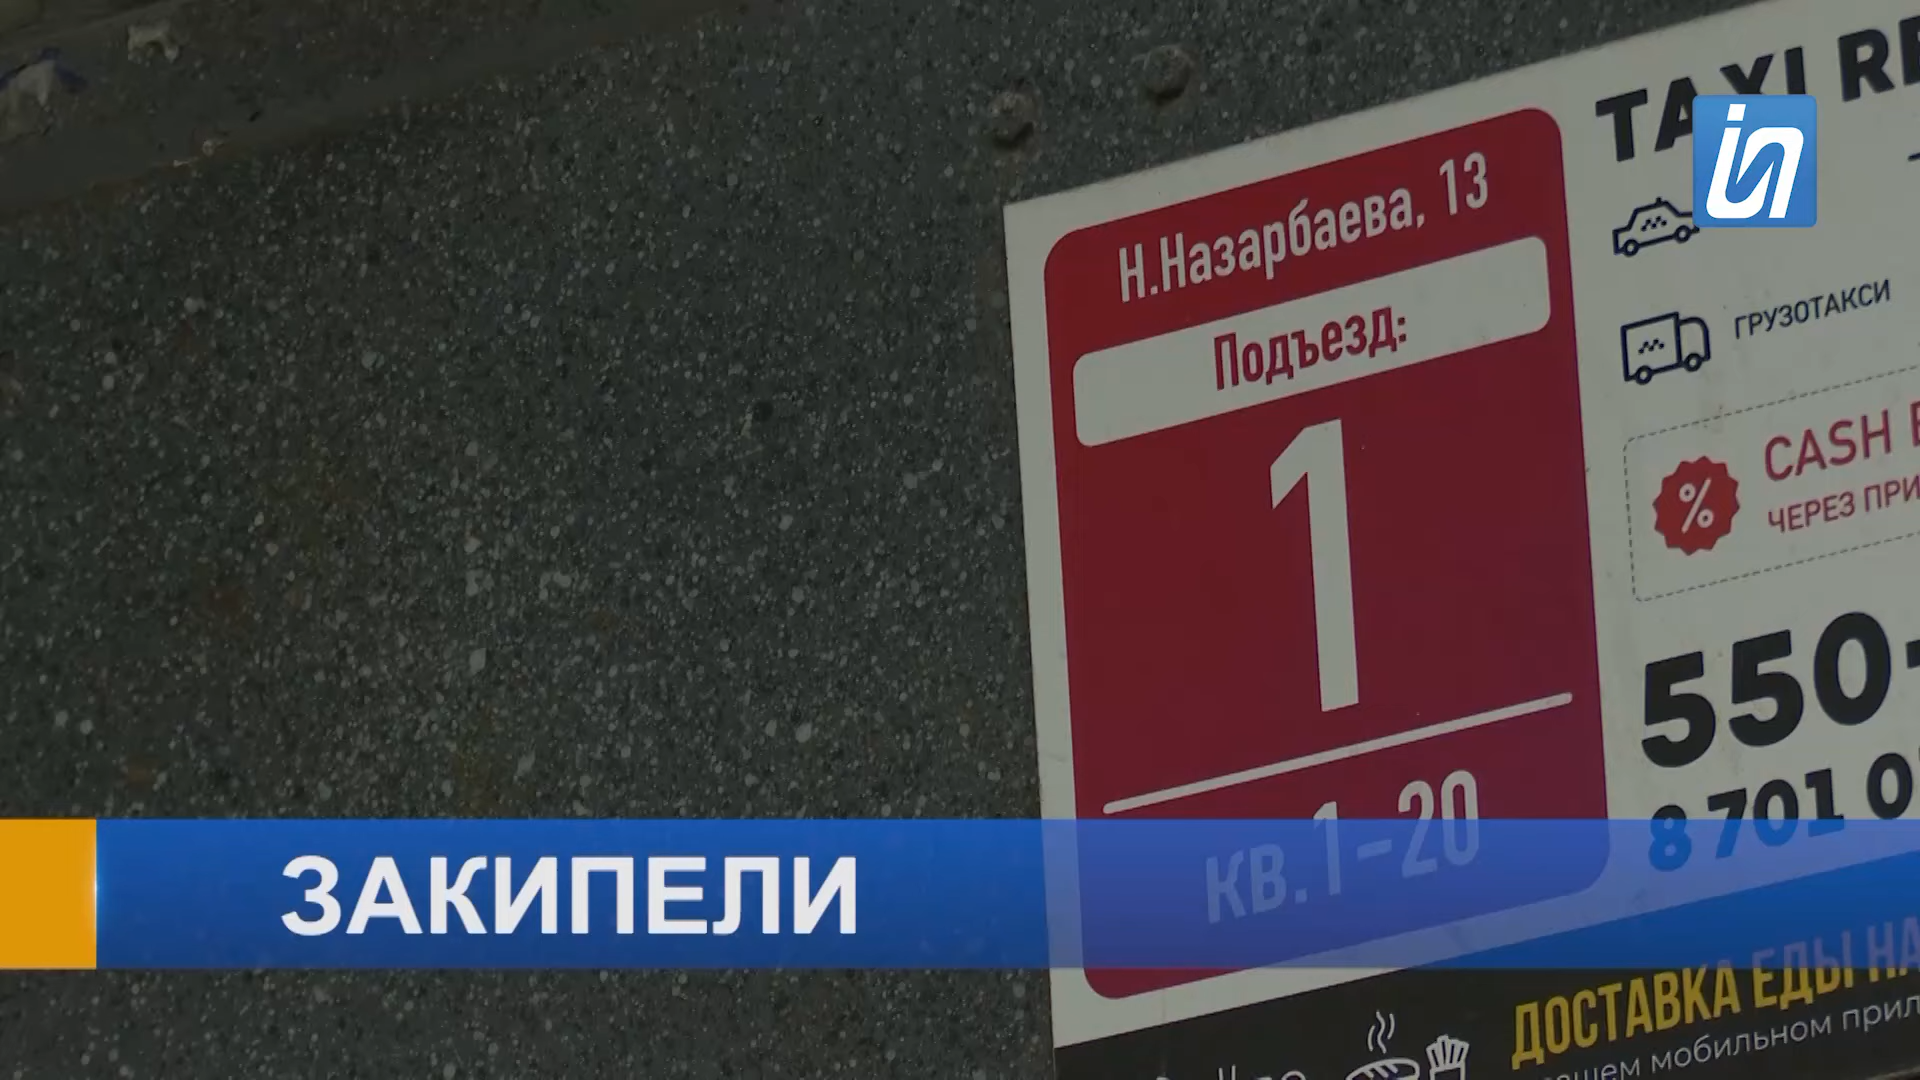 TAXI
Н.Назарбаева, 13
Подъезд:
1
кв.1-20
ГРУЗОТАКСИ
%
CASH
ЧЕРЕЗ
550-
8 701
ДОСТАВКА ЕДЫ
мобильном
ЗАКИПЕЛИ